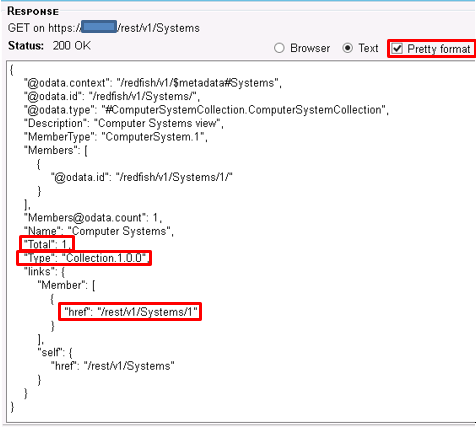 RESPONSE
GET on https://       /rest/v1/Systems
Status: 200 OK
Browser Text Pretty format
{
"@odata.context": "/redfish/v1/$metadata#Systems",
"@odata.id": "/redfish/v1/Systems/",
"@odata.type": "#ComputerSystemCollection.ComputerSystemCollection",
"Description": "Computer Systems view",
"MemberType": "ComputerSystem.1",
"Members": [
{
"@odata.id": "/redfish/v1/Systems/1/"
}
],
"Members@odata.count": 1,
"Name": "Computer Systems",
"Total": 1,
"Type": "Collection.1.0.0",
"links": {
"Member": [
{
"href": "/rest/v1/Systems/1"
}
],
"self": {
"href": "/rest/v1/Systems"
}
}
}